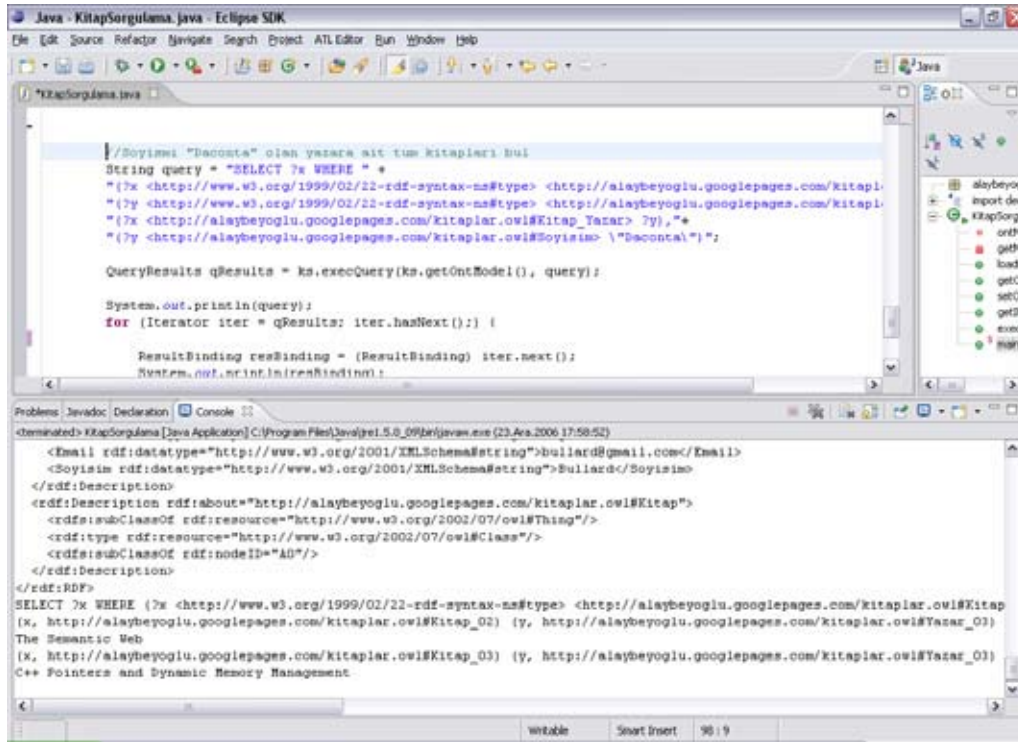 Java - KitapSorgulama.java - Eclipse SDK
File Edit Source Refactor Navigate Search Project ATL Editor Run Window Help
Java
*KitapSorgulama.java
//Soyismi "Daconta" olan yazara ait tum kitaplari bul
String query = "SELECT ?x WHERE " +
"(?x <http://www.w3.org/1999/02/22-rdf-syntax-ns#type> <http://alaybeyoglu.googlepages.com/kitapl
"(?y <http://www.w3.org/1999/02/22-rdf-syntax-ns#type> <http://alaybeyoglu.googlepages.com/kitapl
"(?x <http://alaybeyoglu.googlepages.com/kitaplar.owl#Kitap_Yazar> ?y),"+
"(?y <http://alaybeyoglu.googlepages.com/kitaplar.owl#Soyisim> \"Daconta\")";
QueryResults qResults = ks.execQuery(ks.getOntModel(), query);
System.out.println(query);
for (Iterator iter = qResults; iter.hasNext();) {
ResultBinding resBinding = (ResultBinding) iter.next();
System.out.println(resBinding);
alaybeyog
import de
KitapSorg
ontM
getM
load
getO
setO
getI
exec
main
Problems Javadoc Declaration Console
<terminated> KitapSorgulama [Java Application] C:\Program Files\Java\jre1.5.0_09\bin\javaw.exe (23.Ara.2006 17:58:52)
<Email rdf:datatype="http://www.w3.org/2001/XMLSchema#string">bullard@gmail.com</Email>
<Soyisim rdf:datatype="http://www.w3.org/2001/XMLSchema#string">Bullard</Soyisim>
</rdf:Description>
<rdf:Description rdf:about="http://alaybeyoglu.googlepages.com/kitaplar.owl#Kitap">
<rdfs:subClassOf rdf:resource="http://www.w3.org/2002/07/owl#Thing"/>
<rdf:type rdf:resource="http://www.w3.org/2002/07/owl#Class"/>
<rdfs:subClassOf rdf:nodeID="A0"/>
</rdf:Description>
</rdf:RDF>
SELECT ?x WHERE (?x <http://www.w3.org/1999/02/22-rdf-syntax-ns#type> <http://alaybeyoglu.googlepages.com/kitaplar.owl#Kitap
(x, http://alaybeyoglu.googlepages.com/kitaplar.owl#Kitap_02) (y, http://alaybeyoglu.googlepages.com/kitaplar.owl#Yazar_03)
The Semantic Web
(x, http://alaybeyoglu.googlepages.com/kitaplar.owl#Kitap_03) (y, http://alaybeyoglu.googlepages.com/kitaplar.owl#Yazar_03)
C++ Pointers and Dynamic Memory Management
Writable Smart Insert 98 : 9